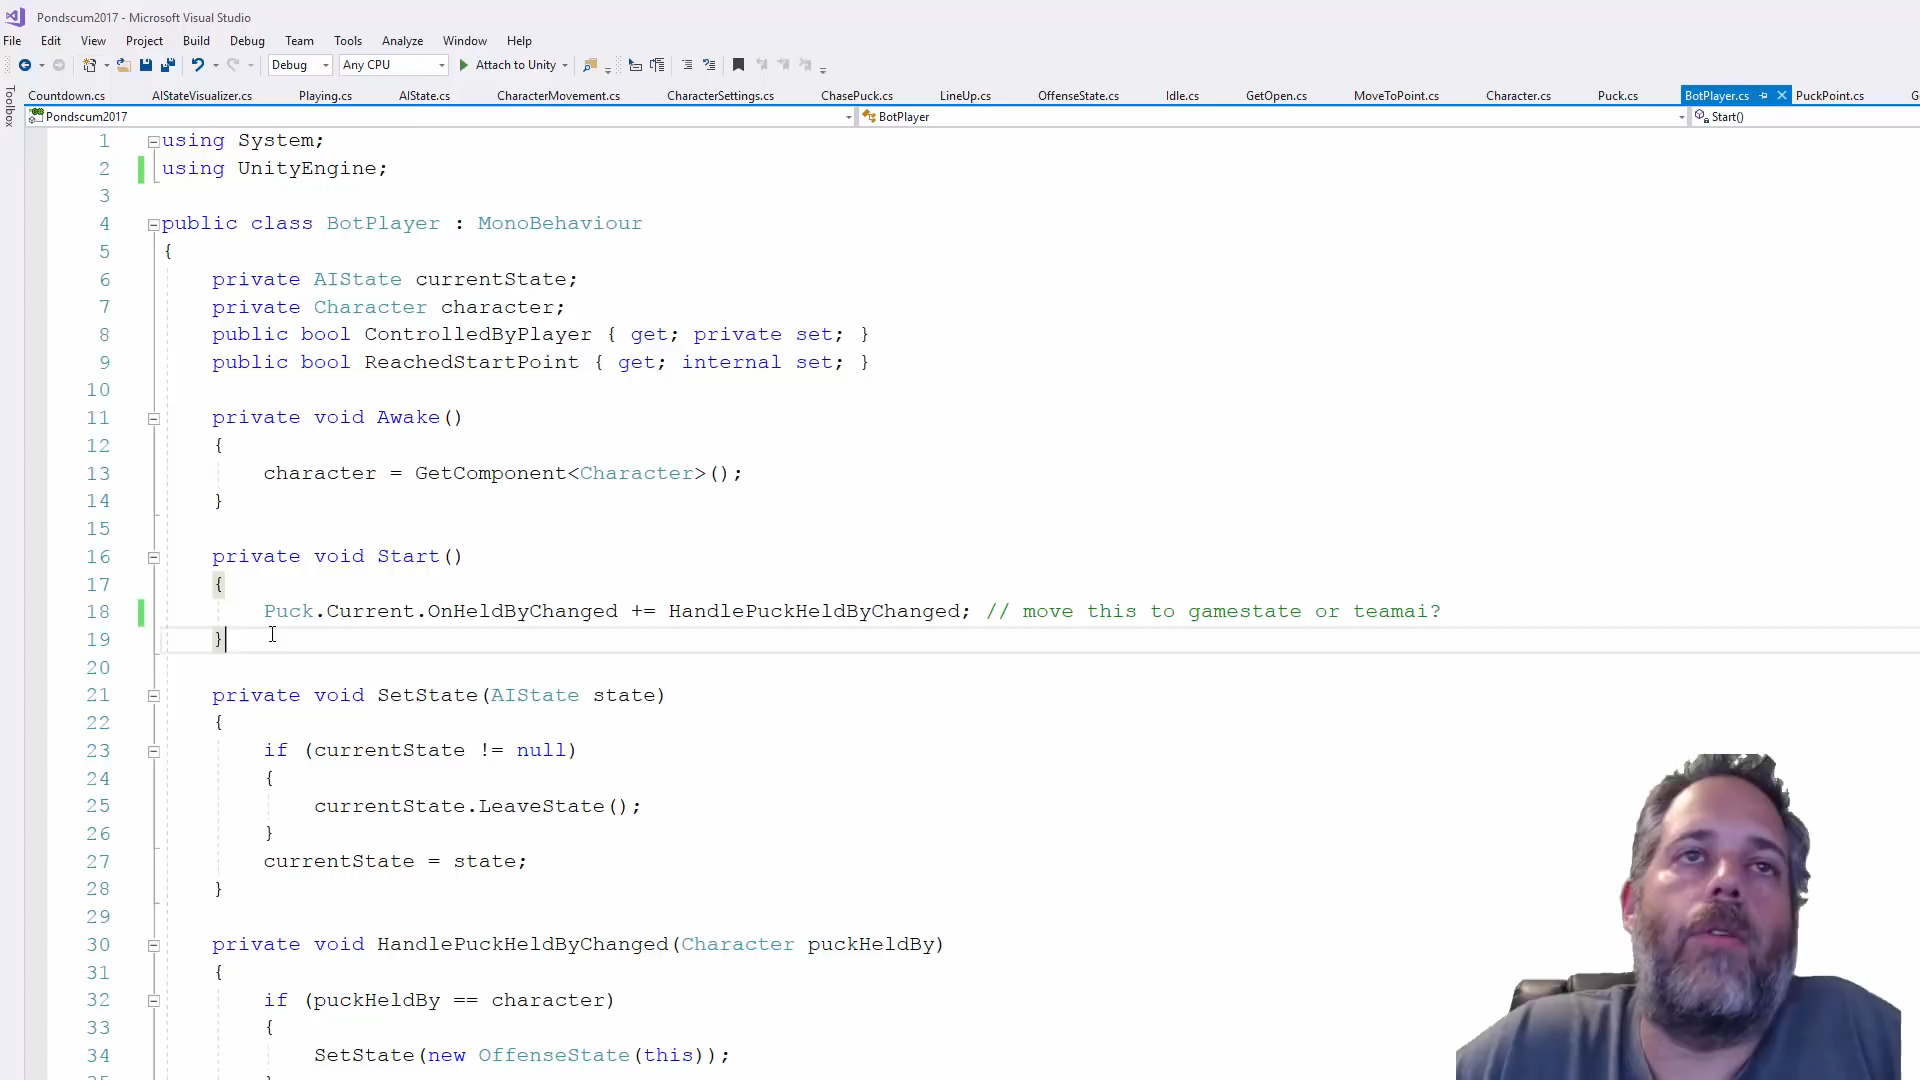 Pondscum2017 - Microsoft Visual Studio
File Edit View Project Build Debug Team Tools Analyze Window Help
Debug Any CPU Attach to Unity
Toolbox
Countdown.cs AIStateVisualizer.cs Playing.cs AIState.cs CharacterMovement.cs CharacterSettings.cs ChasePuck.cs LineUp.cs OffenseState.cs Idle.cs GetOpen.cs MoveToPoint.cs Character.cs Puck.cs BotPlayer.cs PuckPoint.cs
Pondscum2017 BotPlayer Start()
1 using System;
2 using UnityEngine;
3
4 public class BotPlayer : MonoBehaviour
5 {
6 private AIState currentState;
7 private Character character;
8 public bool ControlledByPlayer { get; private set; }
9 public bool ReachedStartPoint { get; internal set; }
10
11 private void Awake()
12 {
13 character = GetComponent<Character>();
14 }
15
16 private void Start()
17 {
18 Puck.Current.OnHeldByChanged += HandlePuckHeldByChanged; // move this to gamestate or teamai?
19 }
20
21 private void SetState(AIState state)
22 {
23 if (currentState != null)
24 {
25 currentState.LeaveState();
26 }
27 currentState = state;
28 }
29
30 private void HandlePuckHeldByChanged(Character puckHeldBy)
31 {
32 if (puckHeldBy == character)
33 {
34 SetState(new OffenseState(this));